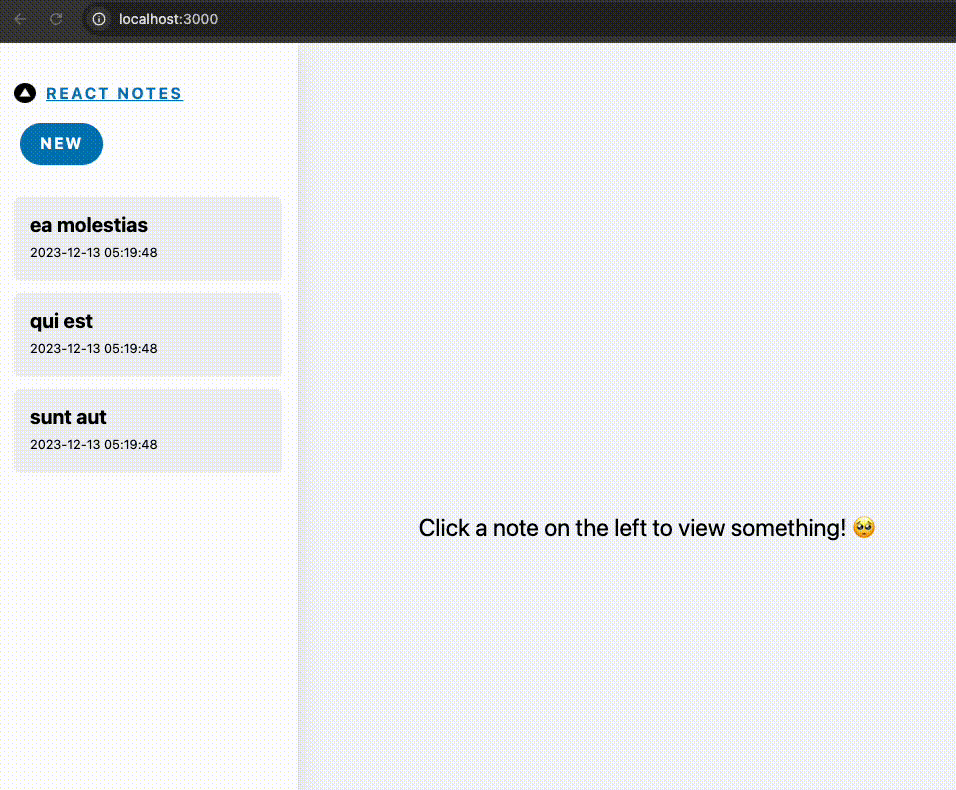 localhost:3000
REACT NOTES
NEW
ea molestias
2023-12-13 05:19:48
qui est
2023-12-13 05:19:48
sunt aut
2023-12-13 05:19:48
Click a note on the left to view something! 🥺